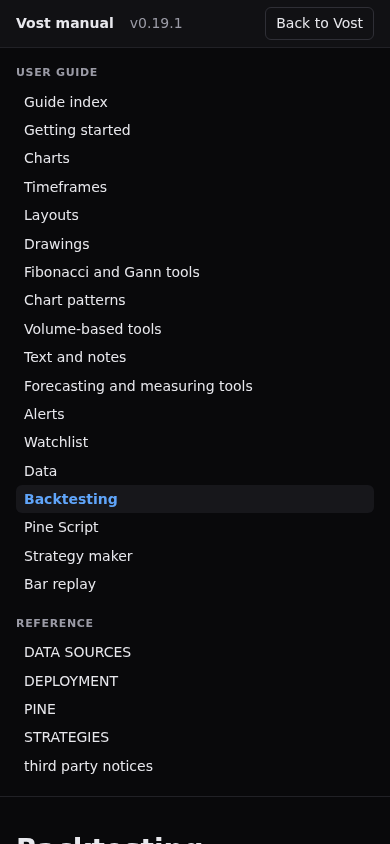 Vost manual v0.19.1 Back to Vost
USER GUIDE
Guide index
Getting started
Charts
Timeframes
Layouts
Drawings
Fibonacci and Gann tools
Chart patterns
Volume-based tools
Text and notes
Forecasting and measuring tools
Alerts
Watchlist
Data
Backtesting
Pine Script
Strategy maker
Bar replay
REFERENCE
DATA SOURCES
DEPLOYMENT
PINE
STRATEGIES
third party notices
Backtesting